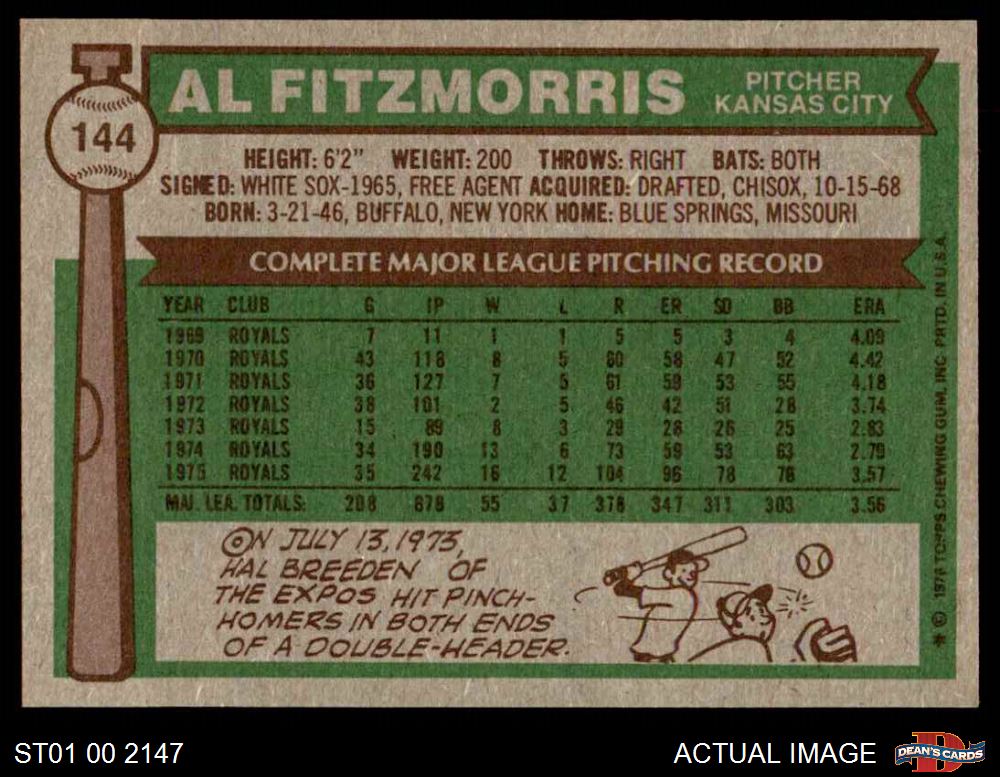 144
AL FITZMORRIS
PITCHER
KANSAS CITY
HEIGHT: 6'2" WEIGHT: 200 THROWS: RIGHT BATS: BOTH
SIGNED: WHITE SOX-1965, FREE AGENT ACQUIRED: DRAFTED, CHISOX, 10-15-68
BORN: 3-21-46, BUFFALO, NEW YORK HOME: BLUE SPRINGS, MISSOURI
COMPLETE MAJOR LEAGUE PITCHING RECORD
YEAR CLUB G IP W L R ER SO BB ERA
1969 ROYALS 7 11 1 1 5 5 3 4 4.09
1970 ROYALS 43 118 8 5 60 58 47 52 4.42
1971 ROYALS 36 127 7 5 61 59 53 55 4.18
1972 ROYALS 38 101 2 5 46 42 51 28 3.74
1973 ROYALS 15 89 8 3 29 28 26 25 2.83
1974 ROYALS 34 190 13 6 73 59 53 63 2.79
1975 ROYALS 35 242 16 12 104 96 78 76 3.57
MAJ. LEA. TOTALS: 208 878 55 37 378 347 311 303 3.56
ON JULY 13, 1973,
HAL BREEDEN OF
THE EXPOS HIT PINCH-
HOMERS IN BOTH ENDS
OF A DOUBLE-HEADER.
* © 1976 TOPPS CHEWING GUM, INC. PRTD. IN U.S.A.
ST01 00 2147
ACTUAL IMAGE
D
DEAN'S CARDS